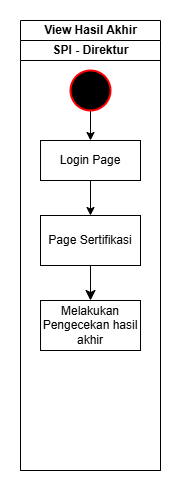 View Hasil Akhir
SPI - Direktur
Login Page
Page Sertifikasi
Melakukan
Pengecekan hasil
akhir